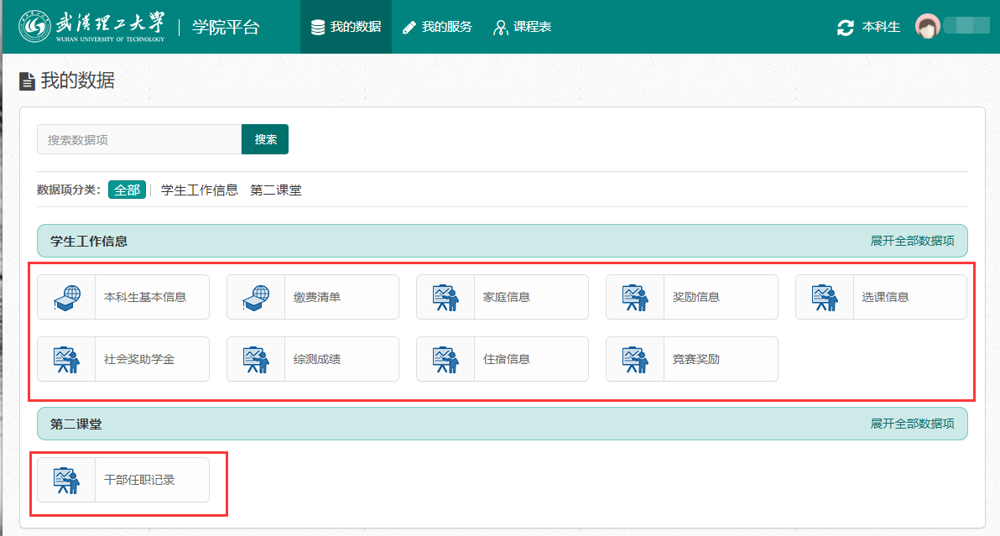 武汉理工大学
WUHAN UNIVERSITY OF TECHNOLOGY
学院平台
我的数据
我的服务
课程表
本科生
我的数据
搜索数据项
搜索
数据项分类：
全部
学生工作信息
第二课堂
学生工作信息
展开全部数据项
本科生基本信息
缴费清单
家庭信息
奖励信息
选课信息
社会奖助学金
综测成绩
住宿信息
竞赛奖励
第二课堂
展开全部数据项
干部任职记录